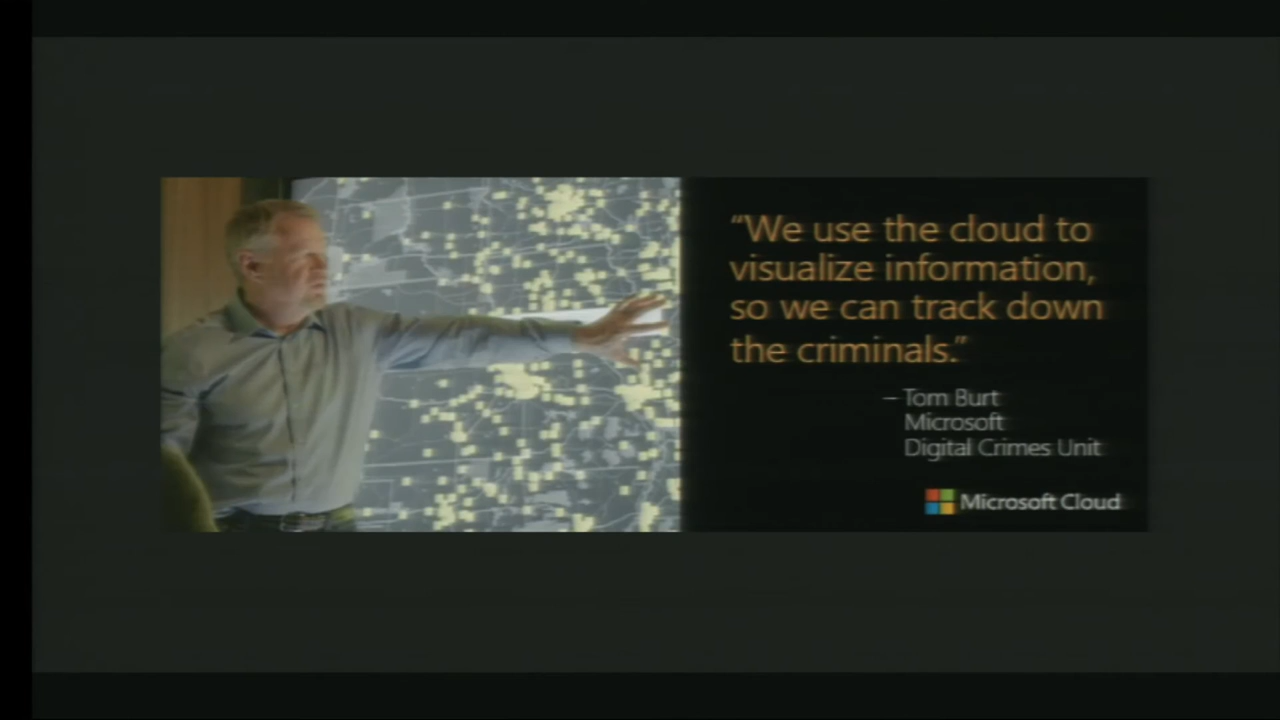 “We use the cloud to
visualize information,
so we can track down
the criminals.”
– Tom Burt
Microsoft
Digital Crimes Unit
Microsoft Cloud